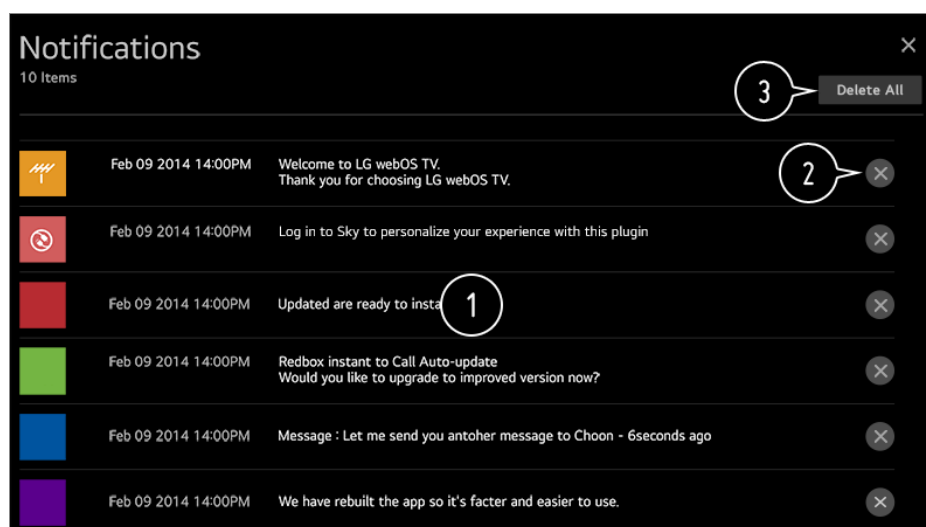 Notifications
10 Items
3
Delete All
Feb 09 2014 14:00PM
Welcome to LG webOS TV.
Thank you for choosing LG webOS TV.
2
Feb 09 2014 14:00PM
Log in to Sky to personalize your experience with this plugin
Feb 09 2014 14:00PM
Updated are ready to insta
1
Feb 09 2014 14:00PM
Redbox instant to Call Auto-update
Would you like to upgrade to improved version now?
Feb 09 2014 14:00PM
Message : Let me send you antoher message to Choon - 6seconds ago
Feb 09 2014 14:00PM
We have rebuilt the app so it's facter and easier to use.